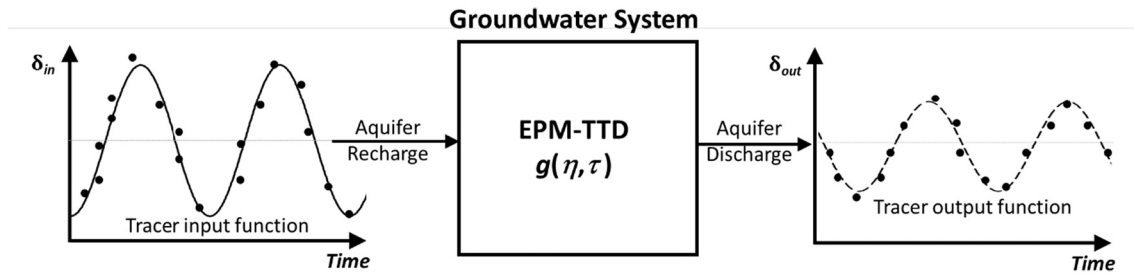 Groundwater System
δin
Tracer input function
Time
Aquifer
Recharge
EPM-TTD
g(η,τ)
Aquifer
Discharge
δout
Tracer output function
Time